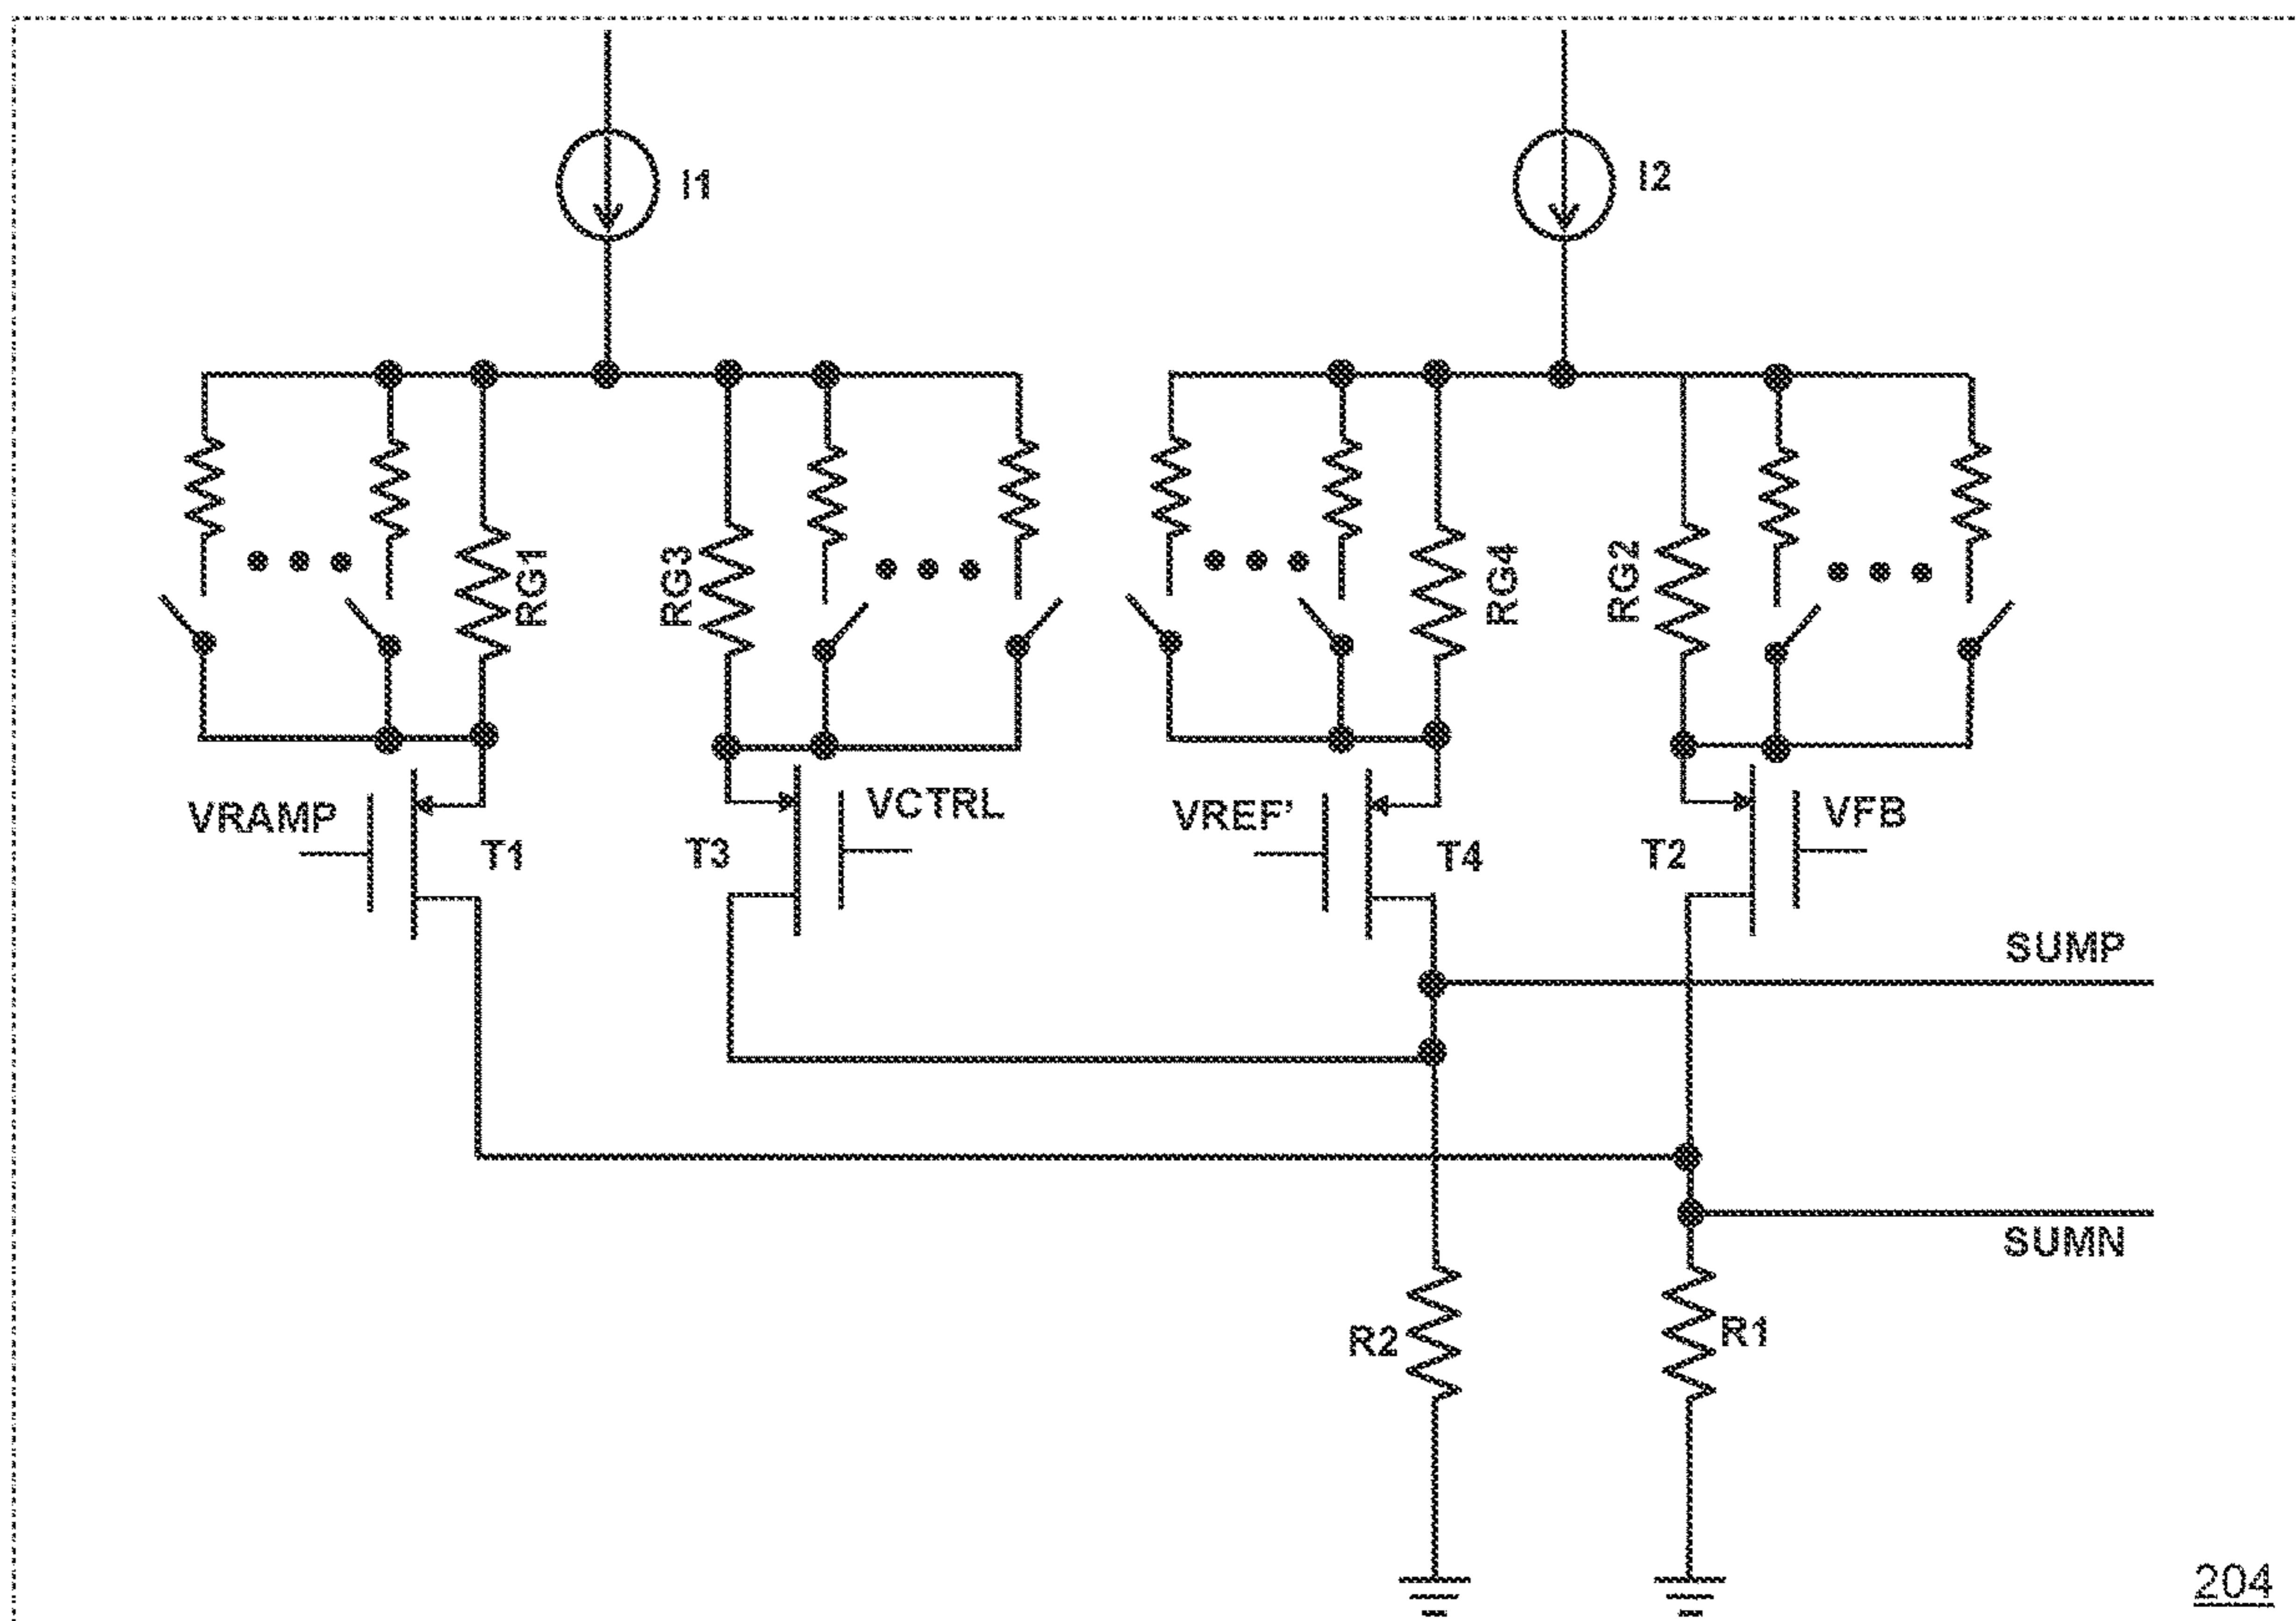 I1
I2
RG1
RG3
RG4
RG2
VRAMP
T1
T3
VCTRL
VREF'
T4
T2
VFB
SUMP
SUMN
R2
R1
204